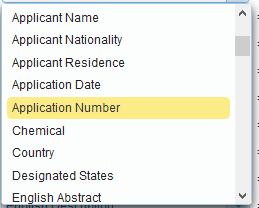 Applicant Name
Applicant Nationality
Applicant Residence
Application Date
Application Number
Chemical
Country
Designated States
English Abstract